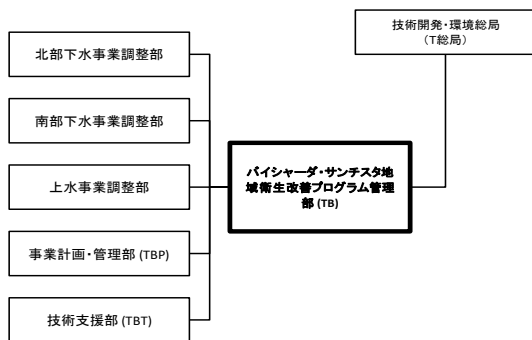 技術開発・環境総局
(T総局)
北部下水事業調整部
南部下水事業調整部
バイシャーダ・サンチスタ地
域衛生改善プログラム管理
部 (TB)
上水事業調整部
事業計画・管理部 (TBP)
技術支援部 (TBT)